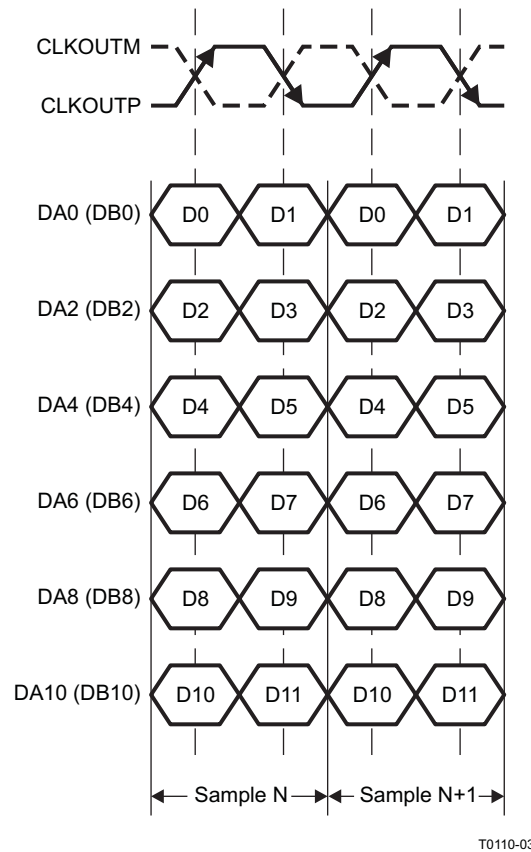 CLKOUTM
CLKOUTP
DA0 (DB0) D0 D1 D0 D1
DA2 (DB2) D2 D3 D2 D3
DA4 (DB4) D4 D5 D4 D5
DA6 (DB6) D6 D7 D6 D7
DA8 (DB8) D8 D9 D8 D9
DA10 (DB10) D10 D11 D10 D11
Sample N Sample N+1
T0110-03